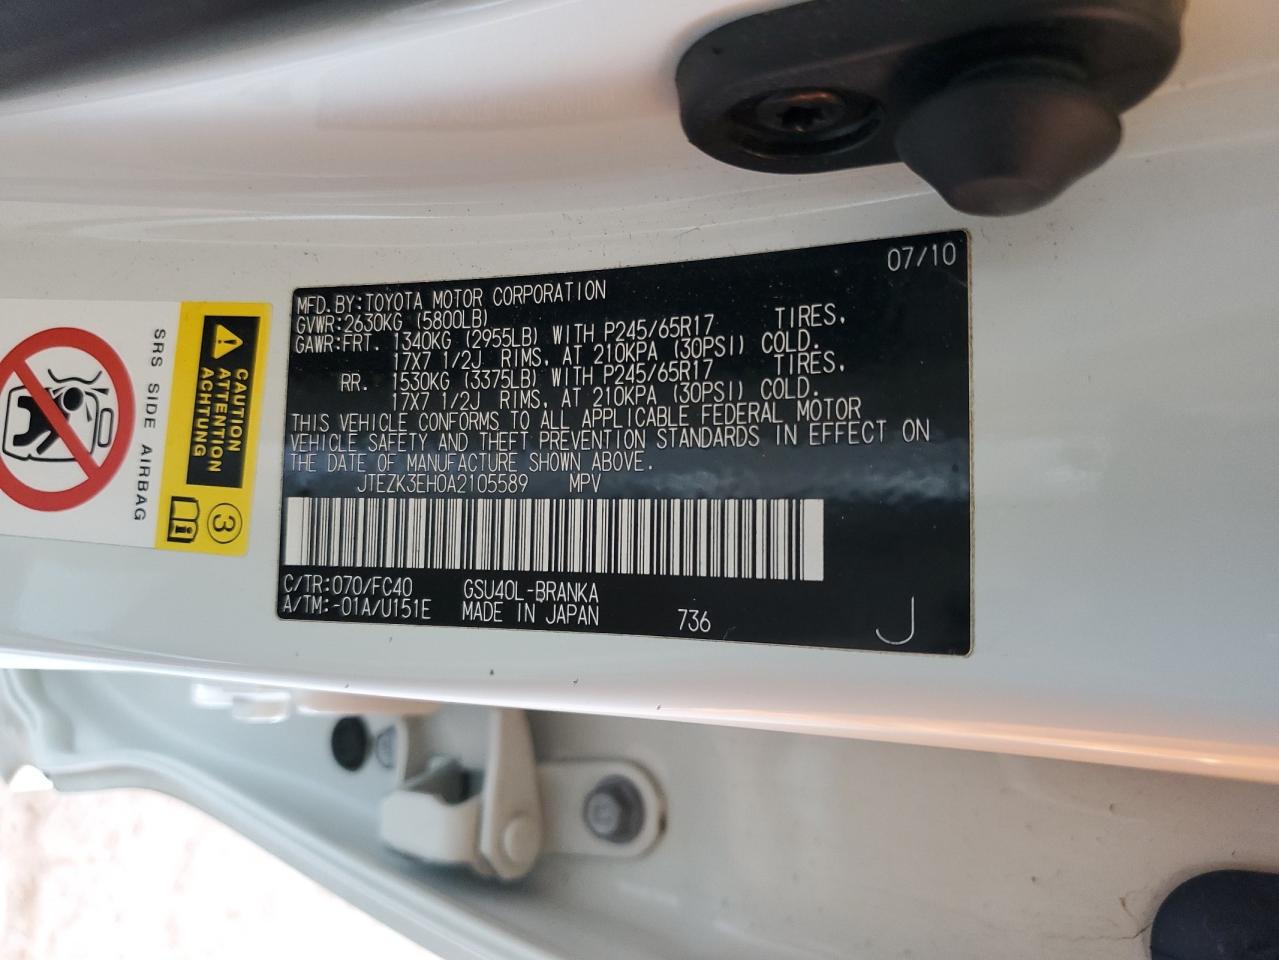 07/10
MFD.BY:TOYOTA MOTOR CORPORATION
GVWR:2630KG (5800LB)
GAWR:FRT. 1340KG (2955LB) WITH P245/65R17 TIRES,
17X7 1/2J RIMS, AT 210KPA (30PSI) COLD.
RR. 1530KG (3375LB) WITH P245/65R17 TIRES,
17X7 1/2J RIMS, AT 210KPA (30PSI) COLD.
THIS VEHICLE CONFORMS TO ALL APPLICABLE FEDERAL MOTOR
VEHICLE SAFETY AND THEFT PREVENTION STANDARDS IN EFFECT ON
THE DATE OF MANUFACTURE SHOWN ABOVE.
JTEZK3EH0A2105589 MPV
C/TR:070/FC40 GSU40L-BRANKA
A/TM:-01A/U151E MADE IN JAPAN 736
J
CAUTION
ATTENTION
ACHTUNG
3
SRS SIDE AIRBAG